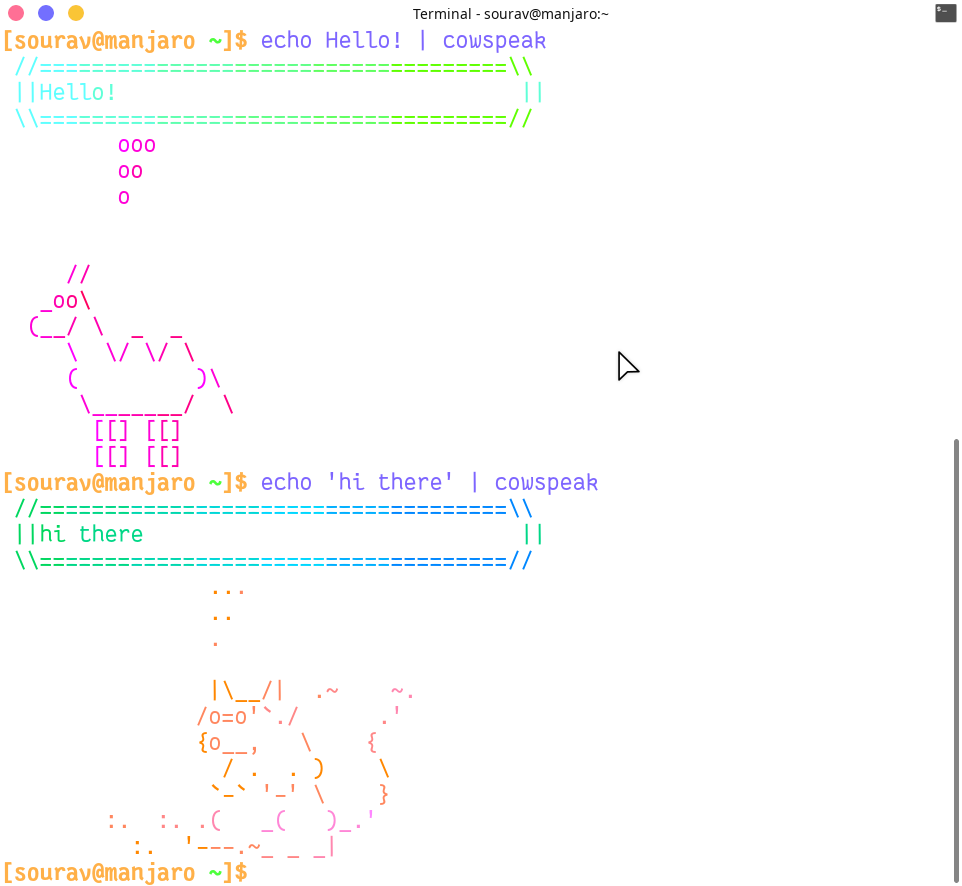 Terminal - sourav@manjaro:~
[sourav@manjaro ~]$ echo Hello! | cowspeak
 //====================================\\
 ||Hello!                               ||
 \\====================================//
         ooo
         oo
         o


     //
   _oo\
  (__/ \  _  _
     \  \/ \/ \
     (         )\
      \_______/  \
       [[] [[]
       [[] [[]
[sourav@manjaro ~]$ echo 'hi there' | cowspeak
 //====================================\\
 ||hi there                             ||
 \\====================================//
                ...
                ..
                .

                |\__/|  .~    ~.
               /o=o'`./      .'
               {o__,   \    {
                 / .  . )    \
                `-` '-' \    }
        :.  :. .(   _(   )_.'
          :.  '---.~_ _ _|
[sourav@manjaro ~]$